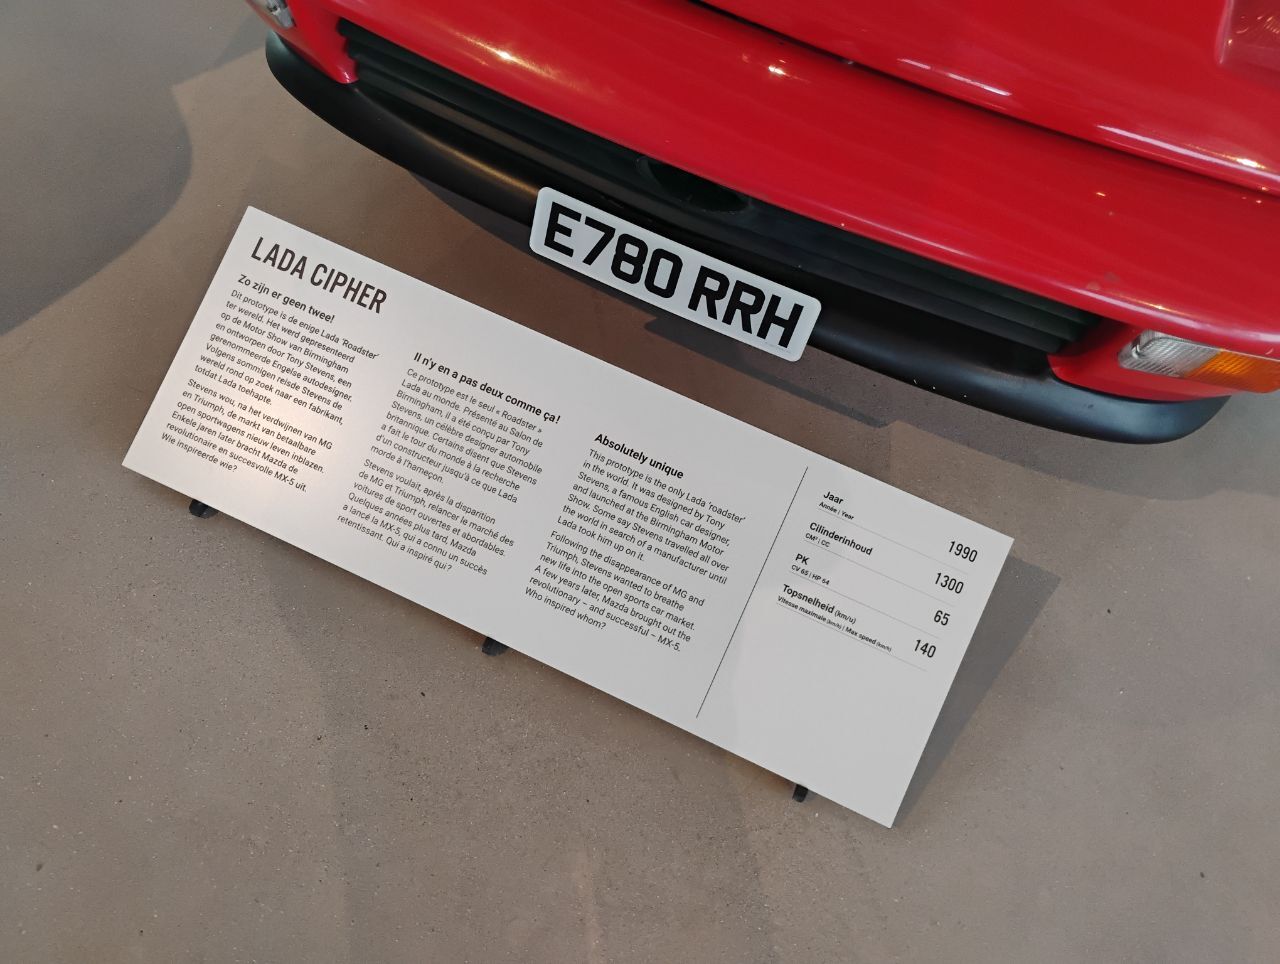 E780 RRH
LADA CIPHER
Zo zijn er geen twee!
Dit prototype is de enige Lada 'Roadster'
ter wereld. Het werd gepresenteerd
op de Motor Show van Birmingham
en ontworpen door Tony Stevens, een
gerenommeerde Engelse autodesigner.
Volgens sommigen reisde Stevens de
wereld rond op zoek naar een fabrikant,
totdat Lada toehapte.
Stevens wou, na het verdwijnen van MG
en Triumph, de markt van betaalbare
open sportwagens nieuw leven inblazen.
Enkele jaren later bracht Mazda de
revolutionaire en succesvolle MX-5 uit.
Wie inspireerde wie?
Il n'y en a pas deux comme ça!
Ce prototype est le seul « Roadster »
Lada au monde. Présenté au Salon de
Birmingham, il a été conçu par Tony
Stevens, un célèbre designer automobile
britannique. Certains disent que Stevens
a fait le tour du monde à la recherche
d'un constructeur jusqu'à ce que Lada
morde à l'hameçon.
Stevens voulait, après la disparition
de MG et Triumph, relancer le marché des
voitures de sport ouvertes et abordables.
Quelques années plus tard, Mazda
a lancé la MX-5, qui a connu un succès
retentissant. Qui a inspiré qui?
Absolutely unique
This prototype is the only Lada 'roadster'
in the world. It was designed by Tony
Stevens, a famous English car designer,
and launched at the Birmingham Motor
Show. Some say Stevens travelled all over
the world in search of a manufacturer until
Lada took him up on it.
Following the disappearance of MG and
Triumph, Stevens wanted to breathe
new life into the open sports car market.
A few years later, Mazda brought out the
revolutionary – and successful – MX-5.
Who inspired whom?
Jaar 1990
Année | Year
Cilinderinhoud 1300
CM³ | CC
PK 65
CV 65 | HP 64
Topsnelheid (km/u) 140
Vitesse maximale (km/h) | Max speed (km/h)